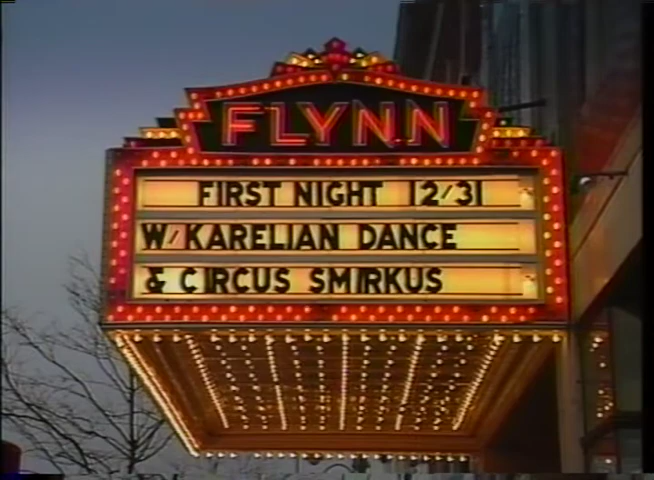 FLYNN
FIRST NIGHT 12/31
W/KARELIAN DANCE
& CIRCUS SMIRKUS